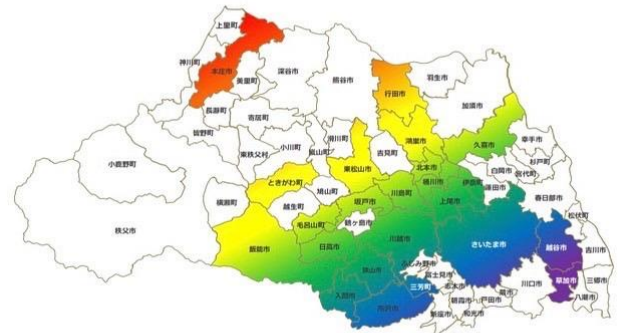 上里町
神川町
本庄市
美里町
深谷市
熊谷市
行田市
羽生市
加須市
長瀞町
寄居町
皆野町
小川町
嵐山町
滑川町
東秩父村
東松山市
吉見町
鴻巣市
久喜市
幸手市
小鹿野町
ときがわ町
鳩山町
北本市
桶川市
伊奈町
白岡市
宮代町
杉戸町
蓮田市
横瀬町
越生町
川島町
上尾市
春日部市
秩父市
毛呂山町
坂戸市
鶴ヶ島市
松伏町
飯能市
日高市
川越市
さいたま市
越谷市
吉川市
狭山市
ふじみ野市
富士見市
入間市
三芳町
志木市
川口市
草加市
三郷市
所沢市
朝霞市
戸田市
蕨市
八潮市
新座市
和光市